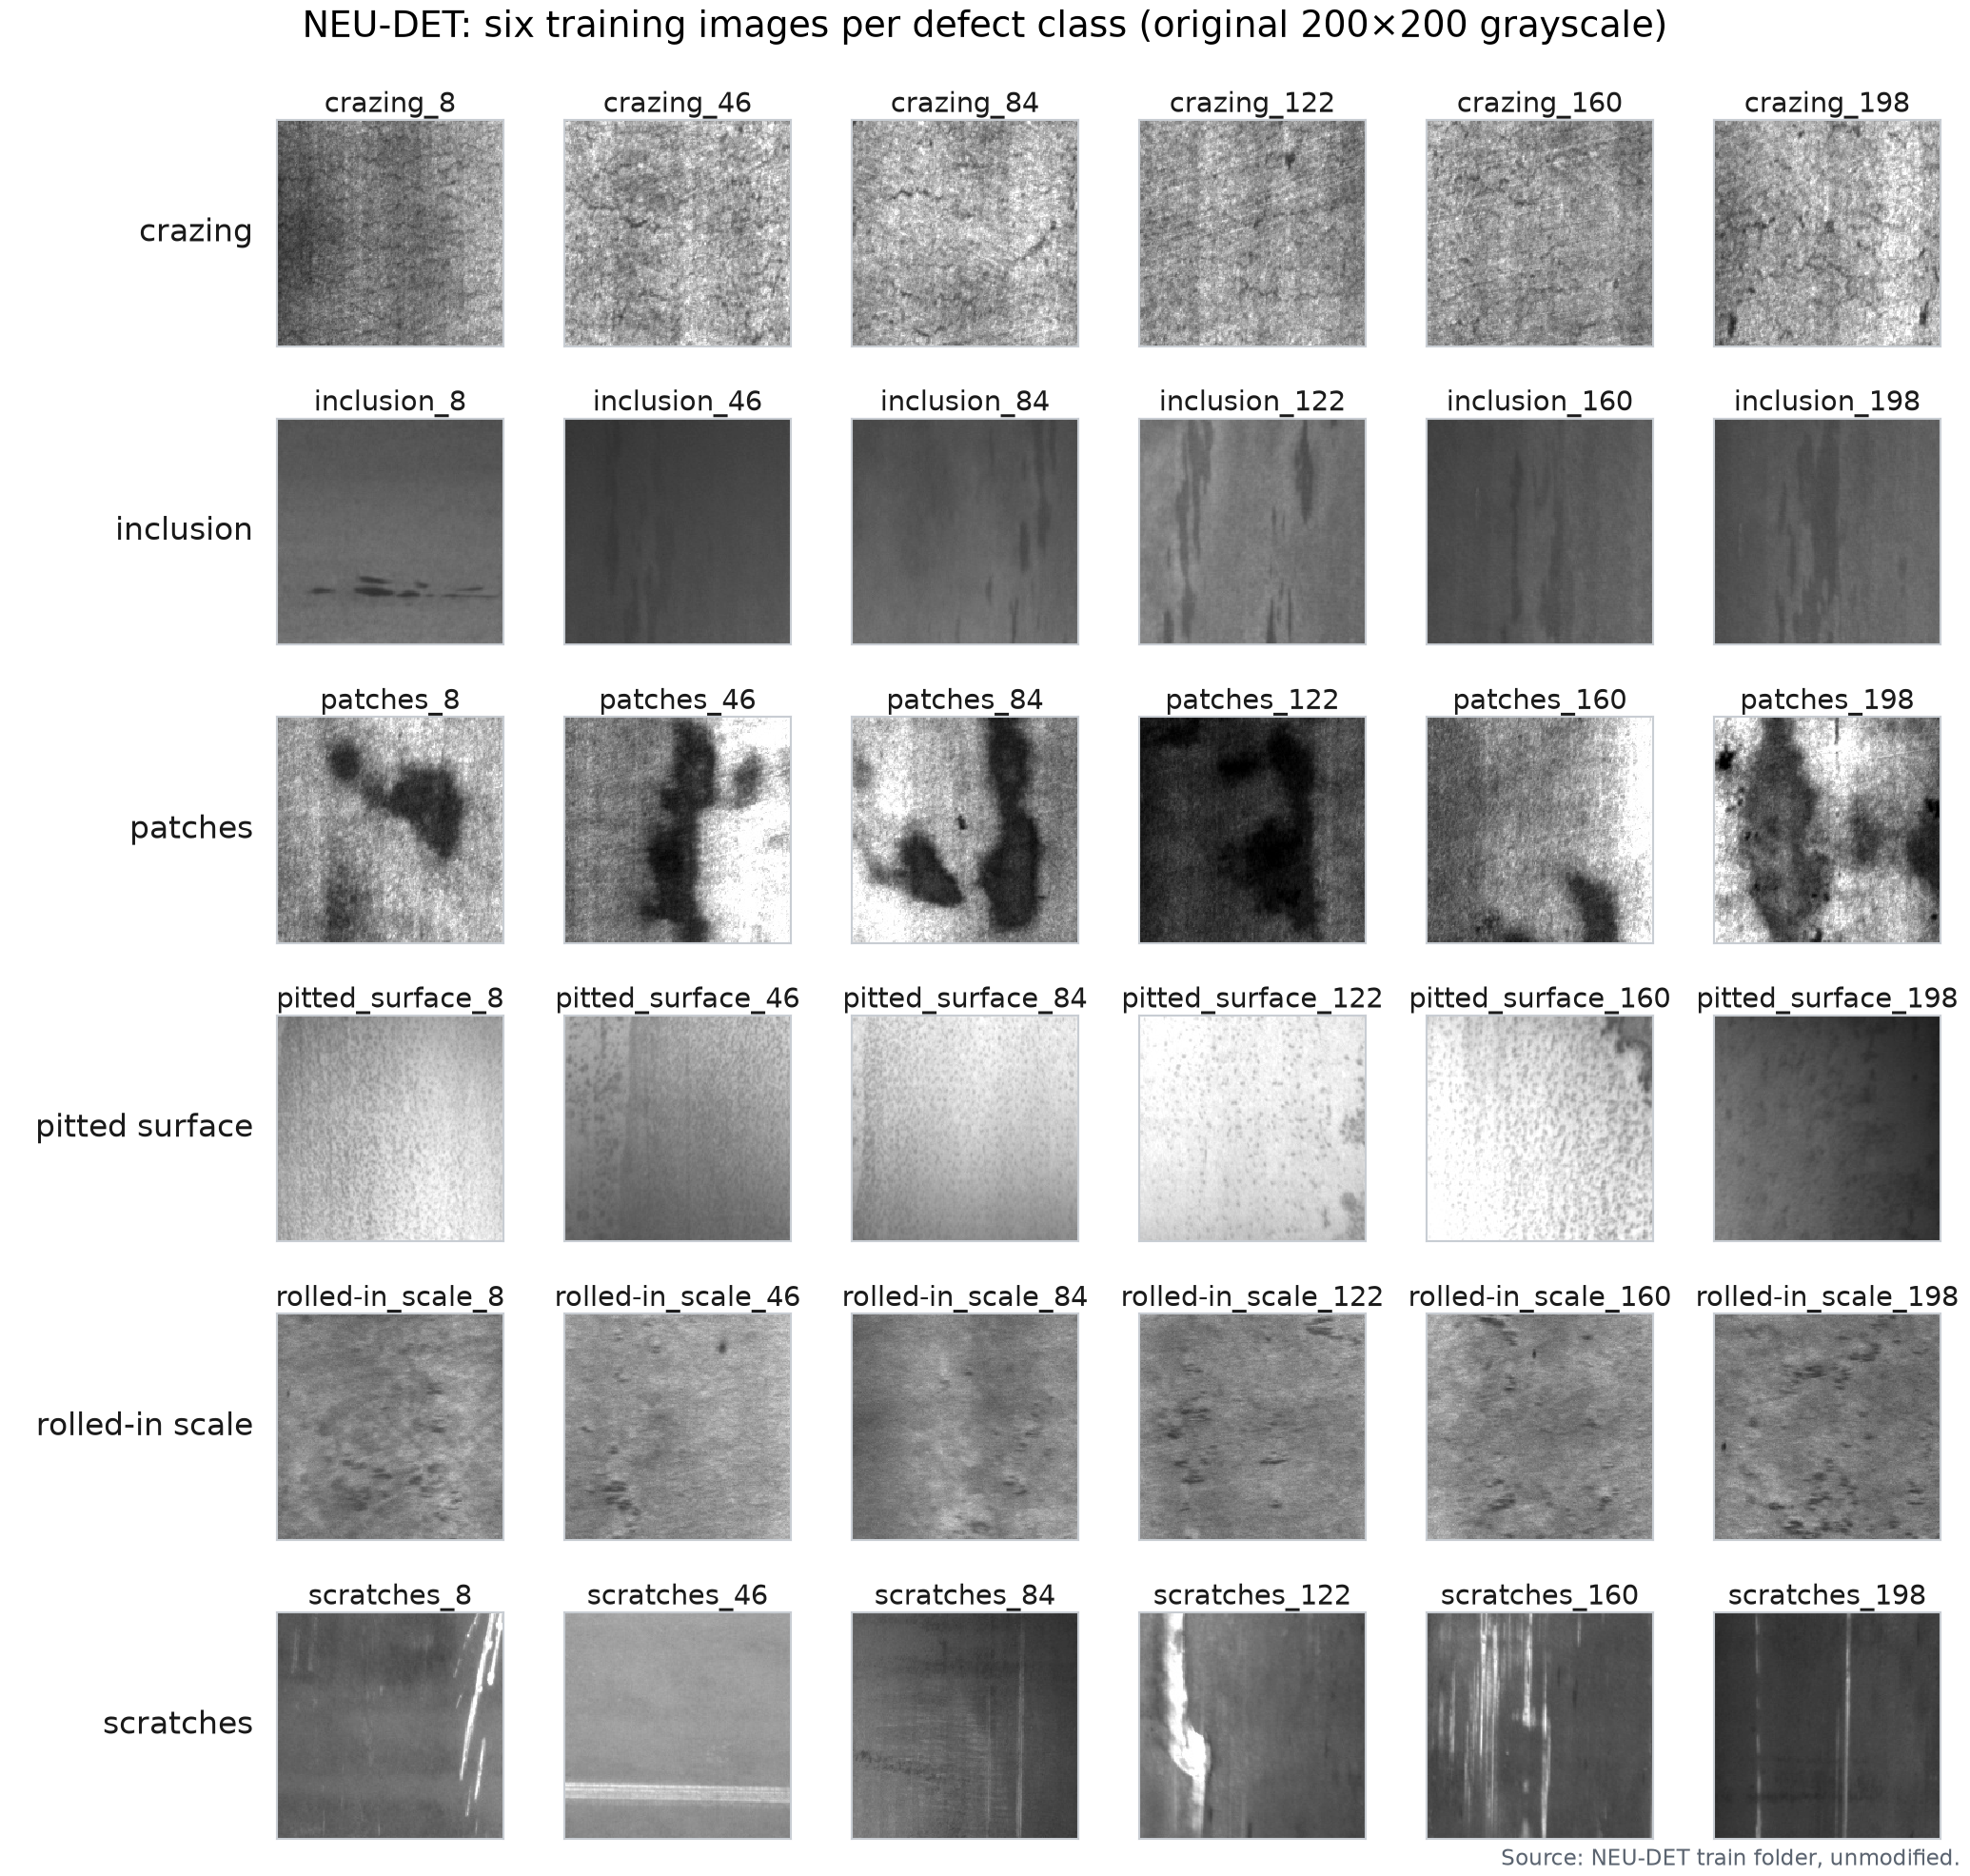 NEU-DET: six training images per defect class (original 200×200 grayscale)
crazing_8 crazing_46 crazing_84 crazing_122 crazing_160 crazing_198
crazing
inclusion_8 inclusion_46 inclusion_84 inclusion_122 inclusion_160 inclusion_198
inclusion
patches_8 patches_46 patches_84 patches_122 patches_160 patches_198
patches
pitted_surface_8 pitted_surface_46 pitted_surface_84 pitted_surface_122 pitted_surface_160 pitted_surface_198
pitted surface
rolled-in_scale_8 rolled-in_scale_46 rolled-in_scale_84 rolled-in_scale_122 rolled-in_scale_160 rolled-in_scale_198
rolled-in scale
scratches_8 scratches_46 scratches_84 scratches_122 scratches_160 scratches_198
scratches
Source: NEU-DET train folder, unmodified.